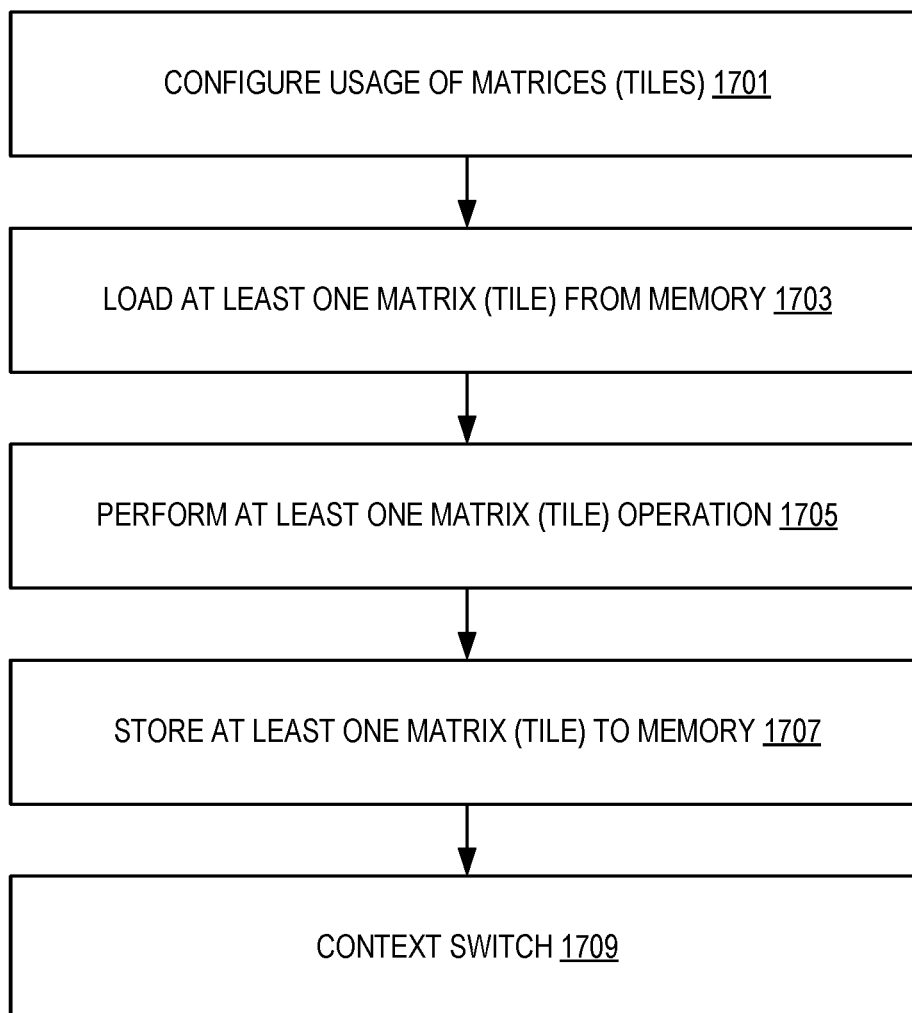 CONFIGURE USAGE OF MATRICES (TILES) 1701
LOAD AT LEAST ONE MATRIX (TILE) FROM MEMORY 1703
PERFORM AT LEAST ONE MATRIX (TILE) OPERATION 1705
STORE AT LEAST ONE MATRIX (TILE) TO MEMORY 1707
CONTEXT SWITCH 1709